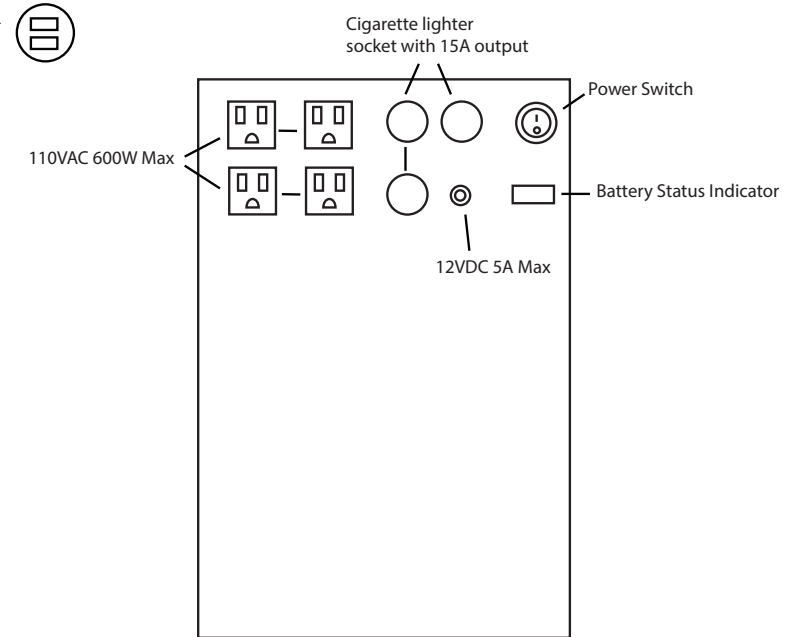 Cigarette lighter
socket with 15A output
Power Switch
110VAC 600W Max
Battery Status Indicator
12VDC 5A Max